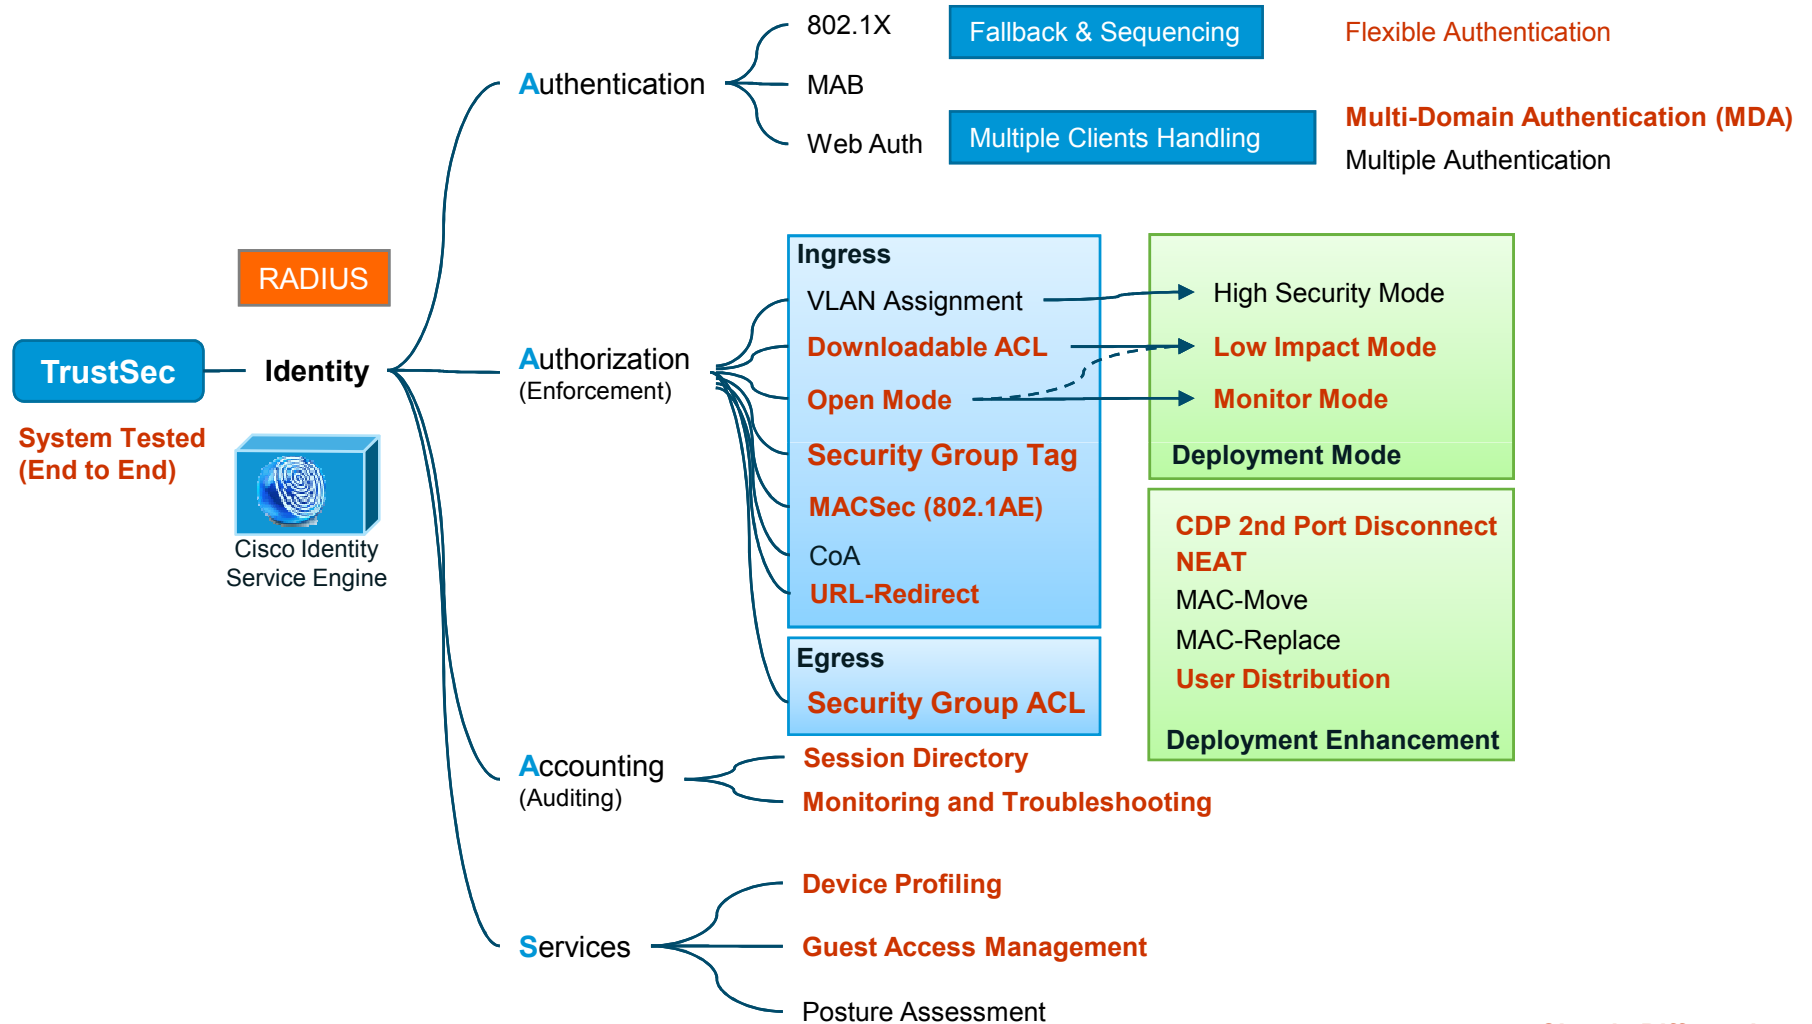 802.1X
Fallback & Sequencing
Flexible Authentication
Authentication
MAB
Multi-Domain Authentication (MDA)
Web Auth
Multiple Clients Handling
Multiple Authentication
RADIUS
TrustSec
Identity
System Tested
(End to End)
Cisco Identity
Service Engine
Authorization
(Enforcement)
Ingress
VLAN Assignment
Downloadable ACL
Open Mode
Security Group Tag
MACSec (802.1AE)
CoA
URL-Redirect
Egress
Security Group ACL
High Security Mode
Low Impact Mode
Monitor Mode
Deployment Mode
CDP 2nd Port Disconnect
NEAT
MAC-Move
MAC-Replace
User Distribution
Deployment Enhancement
Accounting
(Auditing)
Session Directory
Monitoring and Troubleshooting
Services
Device Profiling
Guest Access Management
Posture Assessment